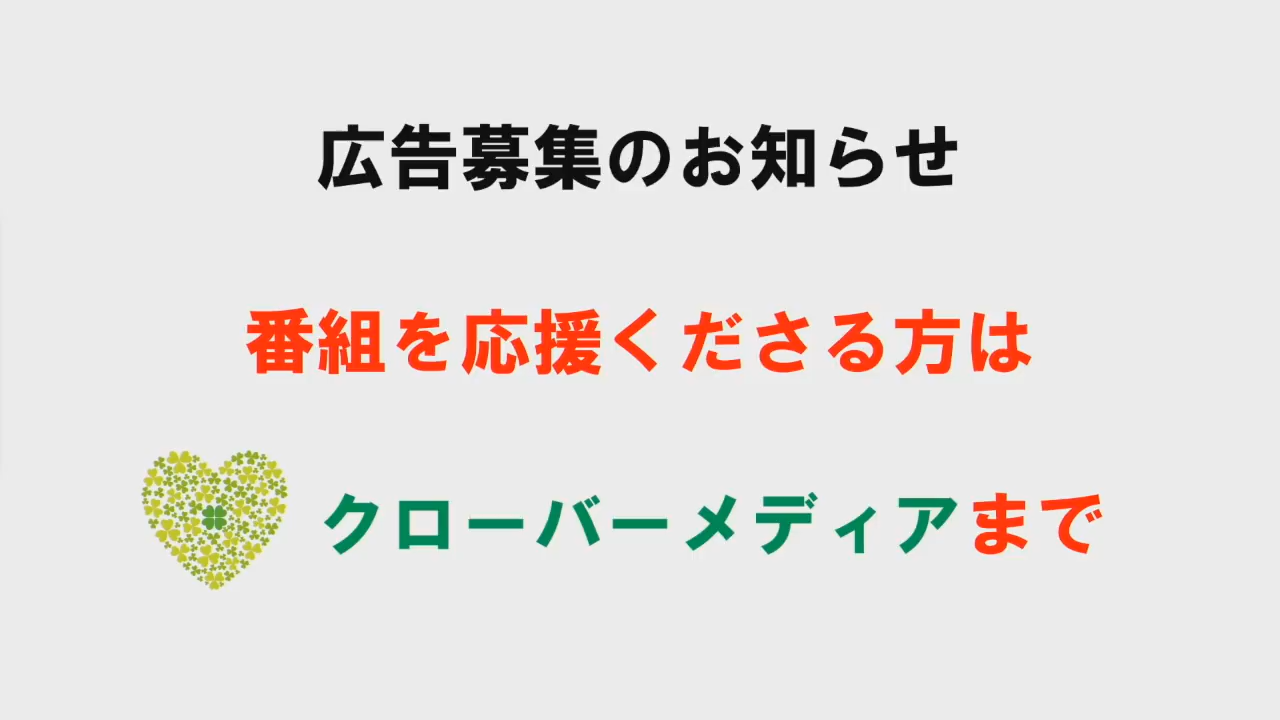 広告募集のお知らせ
番組を応援くださる方は
クローバーメディアまで